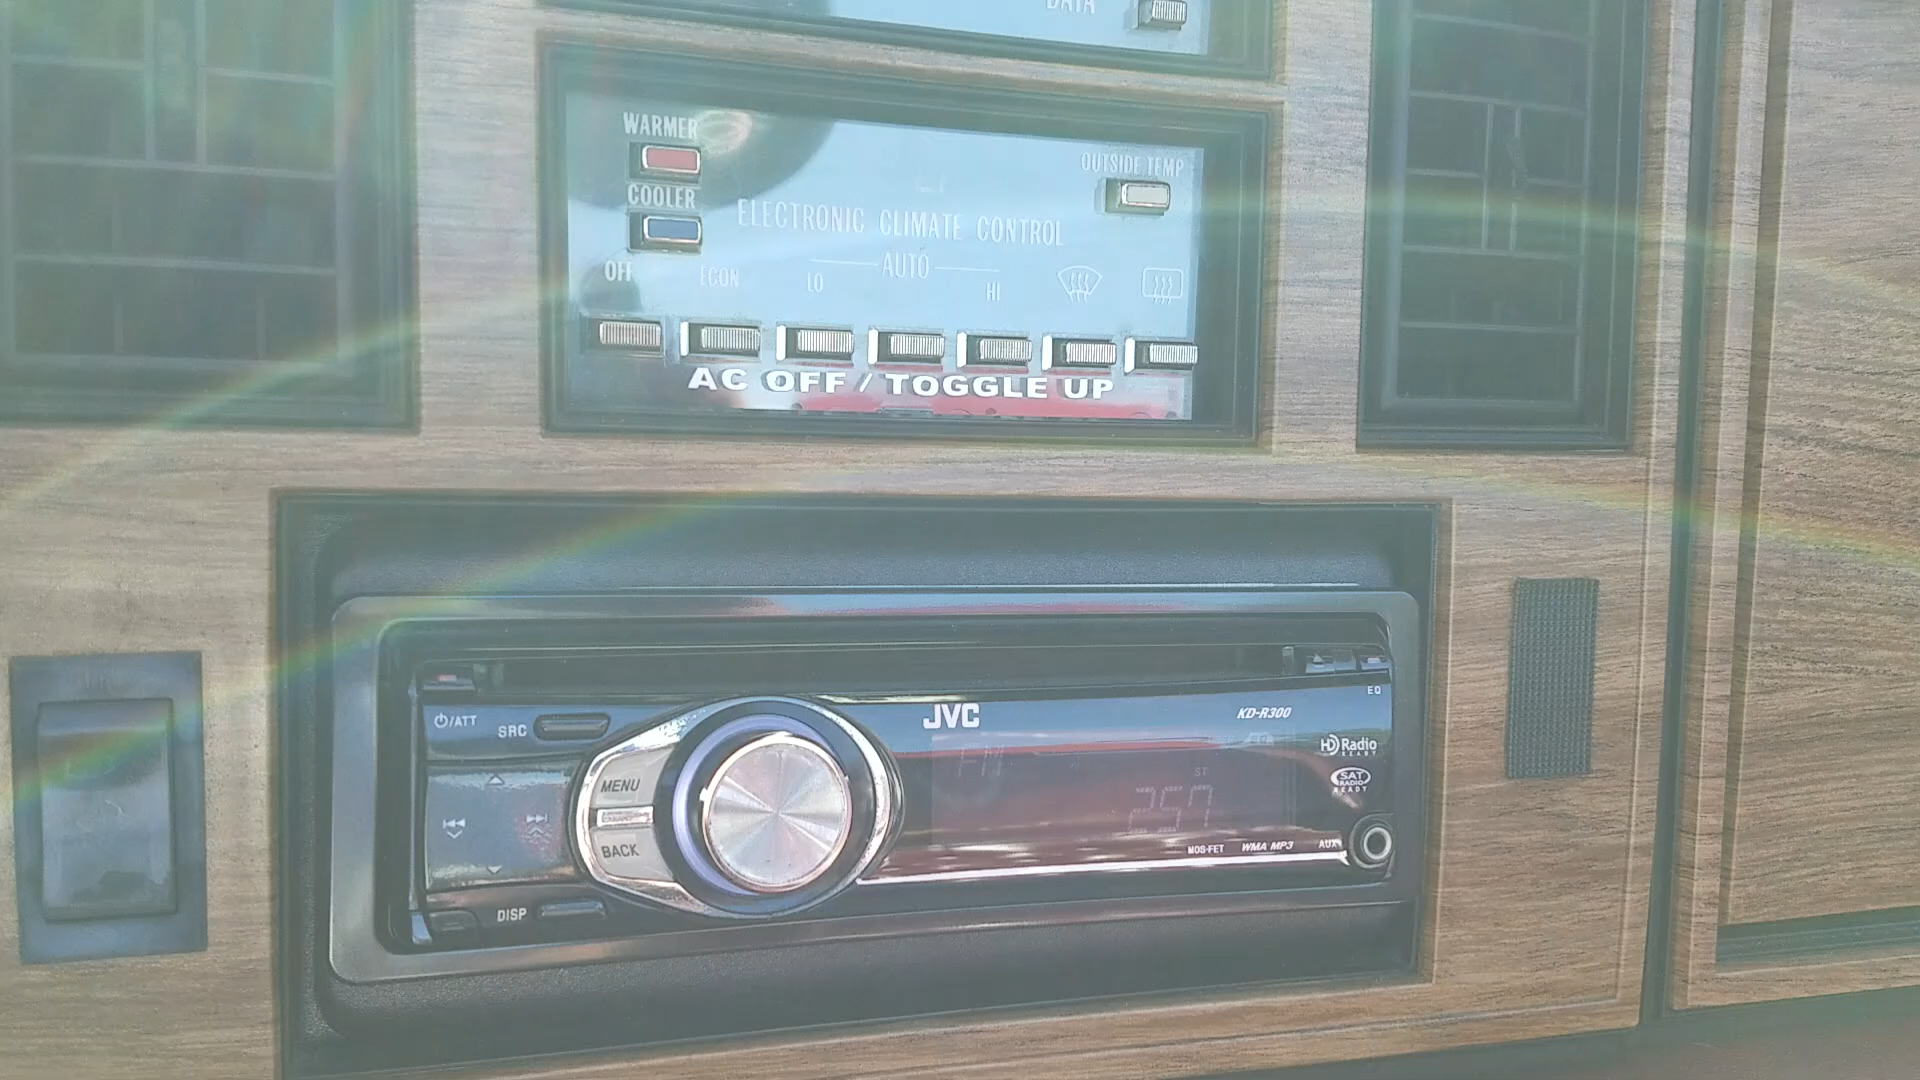 DATA
WARMER
OUTSIDE TEMP
COOLER
ELECTRONIC CLIMATE CONTROL
AUTO
OFF ECON LO HI
AC OFF / TOGGLE UP
EQ
/ATT SRC JVC KD-R300
HD Radio
READY
FM
ST
SAT
RADIO
READY
MENU
257
BACK
MOS-FET WMA MP3 AUX
DISP